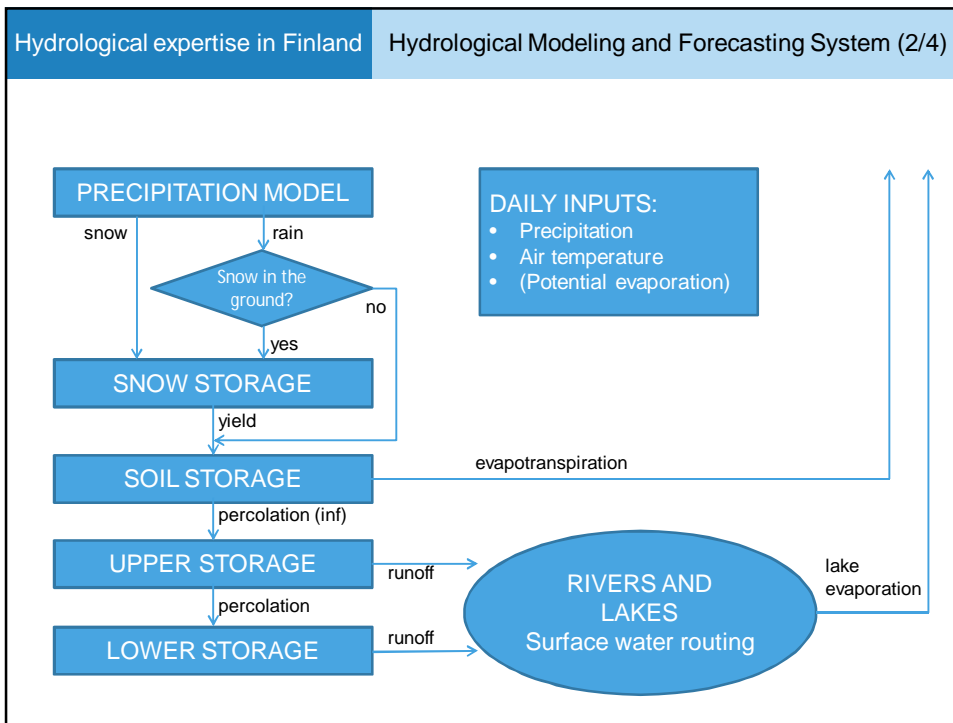 Hydrological expertise in Finland
Hydrological Modeling and Forecasting System (2/4)
PRECIPITATION MODEL
snow
rain
Snow in the
ground?
no
yes
SNOW STORAGE
yield
SOIL STORAGE
evapotranspiration
percolation (inf)
UPPER STORAGE
runoff
percolation
LOWER STORAGE
runoff
DAILY INPUTS:
• Precipitation
• Air temperature
• (Potential evaporation)
RIVERS AND
LAKES
Surface water routing
lake
evaporation